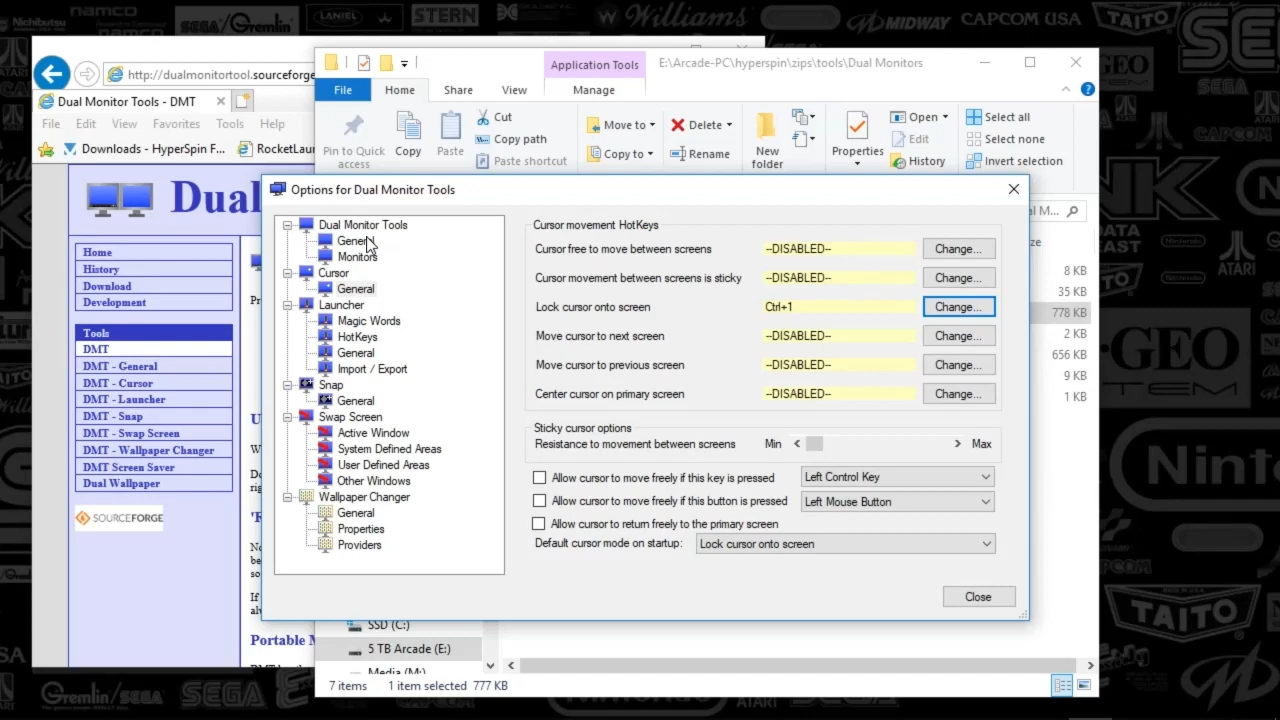 Nichibutsu
namco
SEGA/Gremlin
LANIEL
STERN
Williams
MIDWAY
CAPCOM USA
TAITO
http://dualmonitortool.sourceforge
Dual Monitor Tools - DMT
File Edit View Favorites Tools Help
Downloads - HyperSpin F...
RocketLau
Application Tools
E:\Arcade-PC\hyperspin\zips\tools\Dual Monitors
File Home Share View Manage
Pin to Quick access
Copy
Paste
Cut
Copy path
Paste shortcut
Move to
Copy to
Delete
Rename
New folder
Properties
Open
Edit
History
Select all
Select none
Invert selection
Dual
Home
History
Download
Development
Tools
DMT
DMT - General
DMT - Cursor
DMT - Launcher
DMT - Snap
DMT - Swap Screen
DMT - Wallpaper Changer
DMT Screen Saver
Dual Wallpaper
SOURCEFORGE
Portable M
Options for Dual Monitor Tools
Dual Monitor Tools
General
Monitors
Cursor
General
Launcher
Magic Words
HotKeys
General
Import / Export
Snap
General
Swap Screen
Active Window
System Defined Areas
User Defined Areas
Other Windows
Wallpaper Changer
General
Properties
Providers
Cursor movement HotKeys
Cursor free to move between screens --DISABLED-- Change...
Cursor movement between screens is sticky --DISABLED-- Change...
Lock cursor onto screen Ctrl+1 Change...
Move cursor to next screen --DISABLED-- Change...
Move cursor to previous screen --DISABLED-- Change...
Center cursor on primary screen --DISABLED-- Change...
Sticky cursor options
Resistance to movement between screens Min Max
Allow cursor to move freely if this key is pressed Left Control Key
Allow cursor to move freely if this button is pressed Left Mouse Button
Allow cursor to return freely to the primary screen
Default cursor mode on startup: Lock cursor onto screen
Close
al M...
ze
8 KB
35 KB
778 KB
2 KB
656 KB
9 KB
1 KB
SSD (C:)
5 TB Arcade (E:)
Media (M:)
7 items 1 item selected 777 KB
SEGA
CAPCOM
ATARI
DATA EAST
Nintendo
TAITO
Gremlin/SEGA